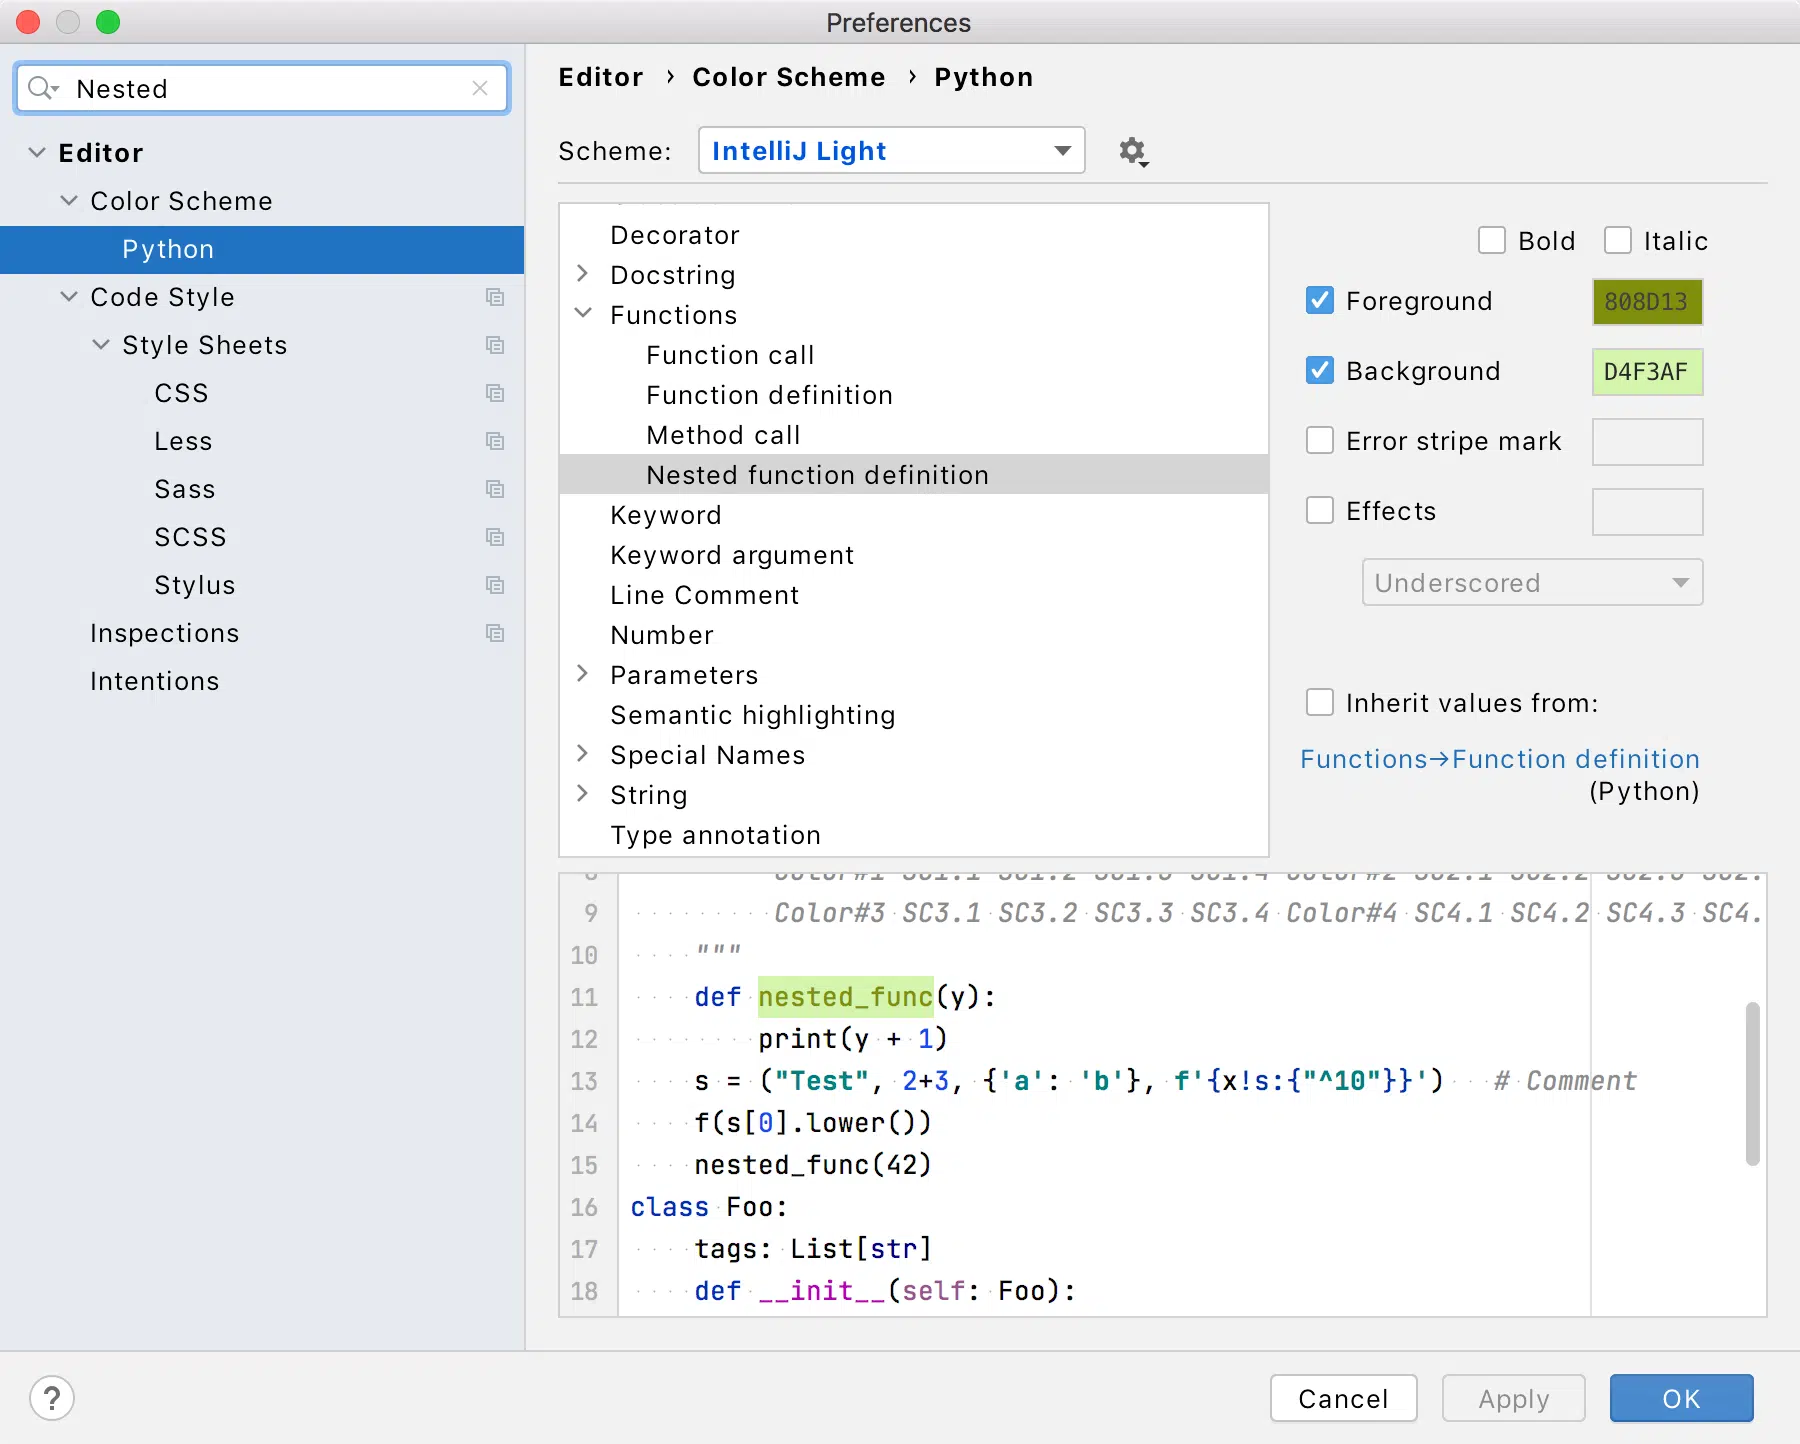 Preferences
Nested
Editor
Color Scheme
Python
Code Style
Style Sheets
CSS
Less
Sass
SCSS
Stylus
Inspections
Intentions
Editor › Color Scheme › Python
Scheme: IntelliJ Light
Decorator
Docstring
Functions
Function call
Function definition
Method call
Nested function definition
Keyword
Keyword argument
Line Comment
Number
Parameters
Semantic highlighting
Special Names
String
Type annotation
Bold Italic
Foreground 808D13
Background D4F3AF
Error stripe mark
Effects
Underscored
Inherit values from:
Functions→Function definition
(Python)
9 Color#3 SC3.1 SC3.2 SC3.3 SC3.4 Color#4 SC4.1 SC4.2 SC4.3 SC4.
10 """
11 def nested_func(y):
12 print(y + 1)
13 s = ("Test", 2+3, {'a': 'b'}, f'{x!s:{"^10"}}') # Comment
14 f(s[0].lower())
15 nested_func(42)
16 class Foo:
17 tags: List[str]
18 def __init__(self: Foo):
? Cancel Apply OK